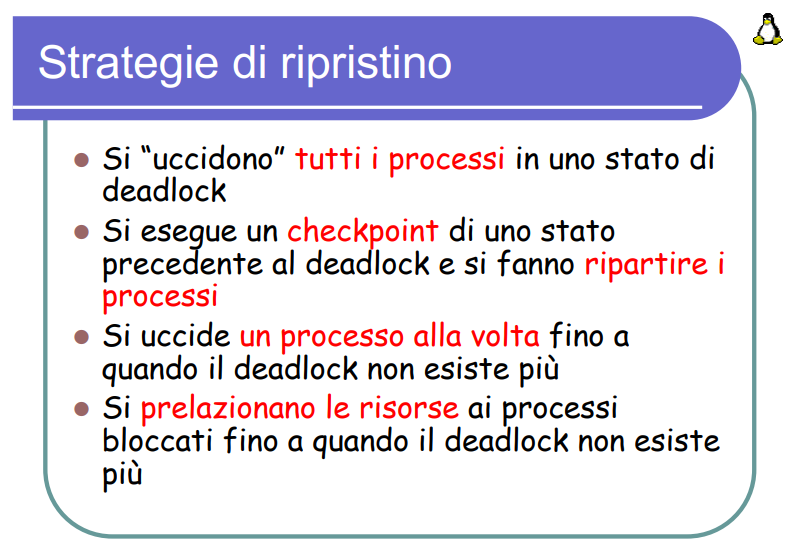 Strategie di ripristino
Si “uccidono” tutti i processi in uno stato di
deadlock
Si esegue un checkpoint di uno stato
precedente al deadlock e si fanno ripartire i
processi
Si uccide un processo alla volta fino a
quando il deadlock non esiste più
Si prelazionano le risorse ai processi
bloccati fino a quando il deadlock non esiste
più